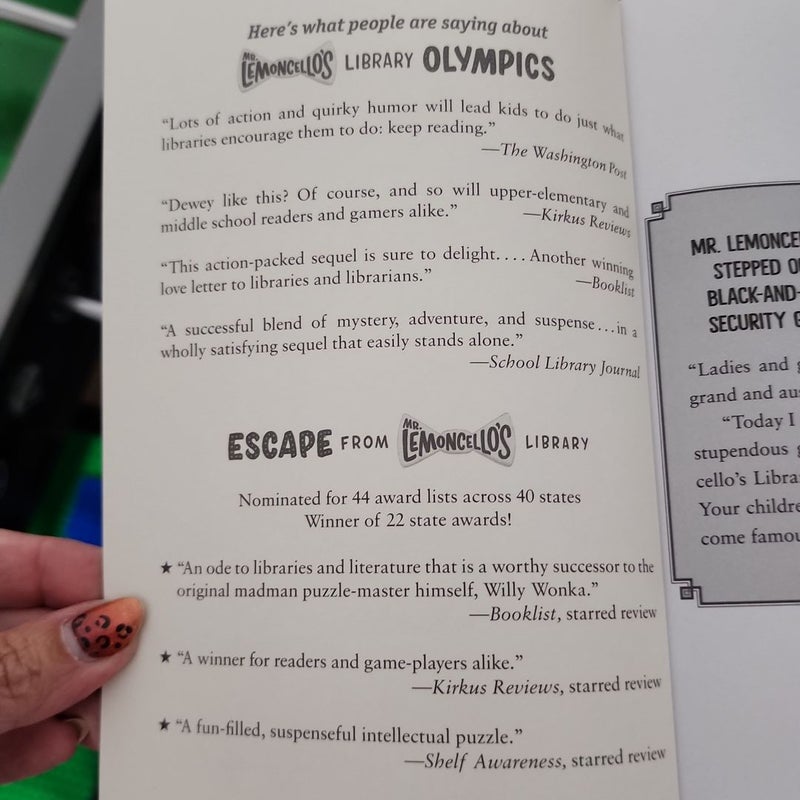 Here's what people are saying about
MR. LEMONCELLO'S LIBRARY OLYMPICS
“Lots of action and quirky humor will lead kids to do just what
libraries encourage them to do: keep reading.”
—The Washington Post
“Dewey like this? Of course, and so will upper-elementary and
middle school readers and gamers alike.” —Kirkus Reviews
“This action-packed sequel is sure to delight.... Another winning
love letter to libraries and librarians.”
—Booklist
“A successful blend of mystery, adventure, and suspense...in a
wholly satisfying sequel that easily stands alone.”
—School Library Journal
ESCAPE FROM MR. LEMONCELLO'S LIBRARY
Nominated for 44 award lists across 40 states
Winner of 22 state awards!
★ “An ode to libraries and literature that is a worthy successor to the
original madman puzzle-master himself, Willy Wonka.”
—Booklist, starred review
★ “A winner for readers and game-players alike.”
—Kirkus Reviews, starred review
★ “A fun-filled, suspenseful intellectual puzzle.”
—Shelf Awareness, starred review
MR.
STEPPED
BLACK-AND-
SECURITY
“Ladies and
grand and
“Today I
stupendous
cello's
Your
come